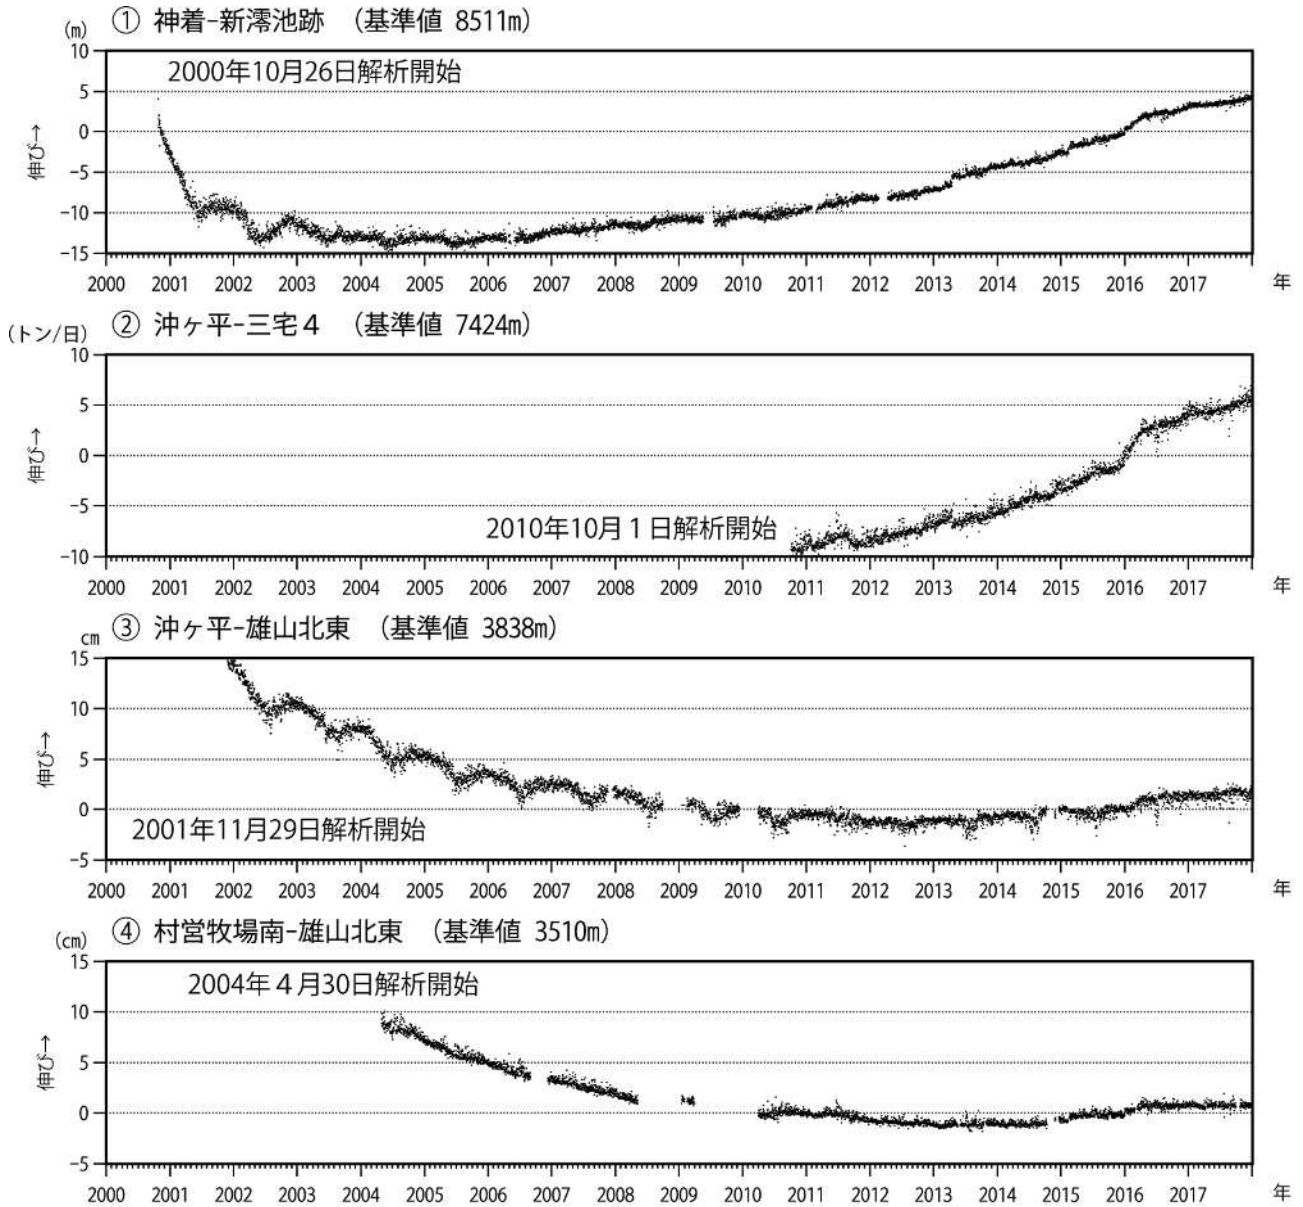 ① 神着-新澪池跡 （基準値 8511m）
(m)
10
5
0
-5
-10
-15
伸び→
2000年10月26日解析開始
2000 2001 2002 2003 2004 2005 2006 2007 2008 2009 2010 2011 2012 2013 2014 2015 2016 2017 年
② 沖ヶ平-三宅４ （基準値 7424m）
(トン/日)
10
5
0
-5
-10
伸び→
2010年10月１日解析開始
2000 2001 2002 2003 2004 2005 2006 2007 2008 2009 2010 2011 2012 2013 2014 2015 2016 2017 年
③ 沖ヶ平-雄山北東 （基準値 3838m）
cm
15
10
5
0
-5
伸び→
2001年11月29日解析開始
2000 2001 2002 2003 2004 2005 2006 2007 2008 2009 2010 2011 2012 2013 2014 2015 2016 2017 年
④ 村営牧場南-雄山北東 （基準値 3510m）
(cm)
15
10
5
0
-5
伸び→
2004年４月30日解析開始
2000 2001 2002 2003 2004 2005 2006 2007 2008 2009 2010 2011 2012 2013 2014 2015 2016 2017 年